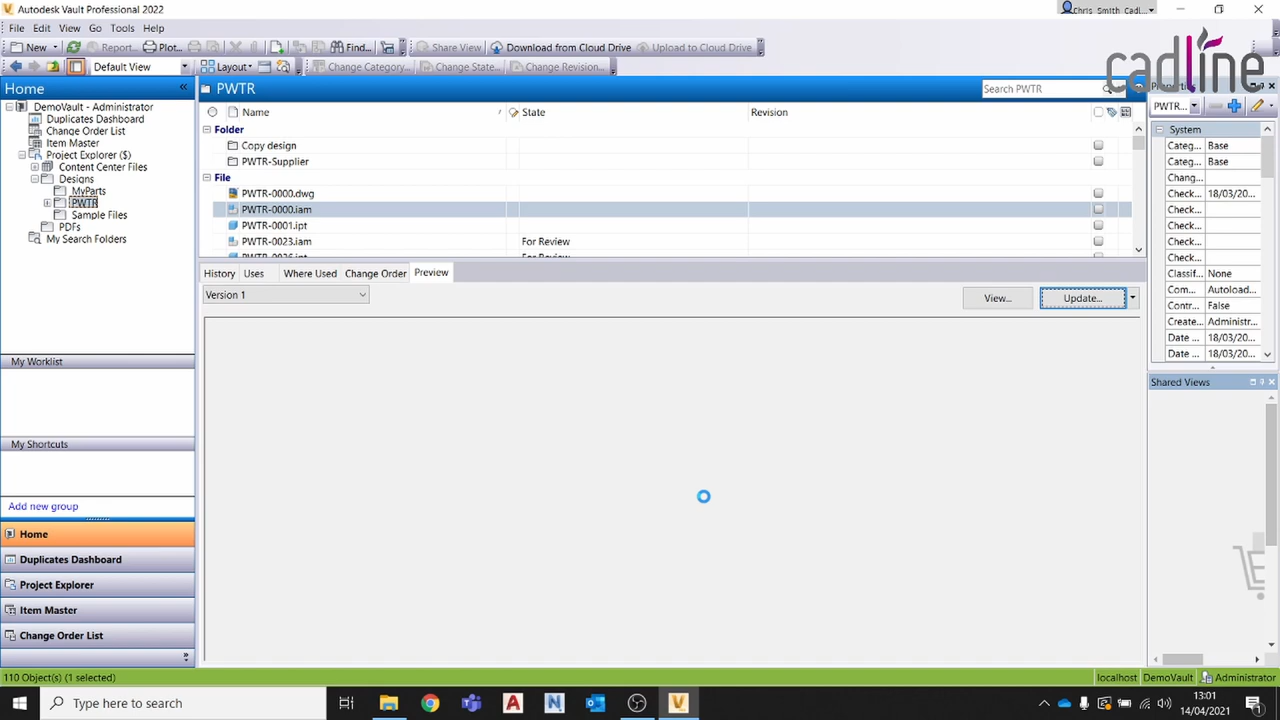 Autodesk Vault Professional 2022
Chris_Smith_Cadl...
File Edit View Go Tools Help
New Report... Plot... Find... Share View Download from Cloud Drive Upload to Cloud Drive
Default View Layout Change Category... Change State... Change Revision...
cadline
Home
PWTR
Search PWTR
DemoVault - Administrator
Duplicates Dashboard
Change Order List
Item Master
Project Explorer ($)
Content Center Files
Designs
MyParts
PWTR
Sample Files
PDFs
My Search Folders
My Worklist
My Shortcuts
Add new group
Home
Duplicates Dashboard
Project Explorer
Item Master
Change Order List
Name State Revision
Folder
Copy design
PWTR-Supplier
File
PWTR-0000.dwg
PWTR-0000.iam
PWTR-0001.ipt
PWTR-0023.iam For Review
History Uses Where Used Change Order Preview
Version 1
View...
Update...
PWTR...
System
Categ... Base
Categ... Base
Chang...
Check... 18/03/20...
Check...
Check...
Check...
Check...
Classif... None
Com... Autoload...
Contr... False
Create... Administr...
Date ... 18/03/20...
Date ... 18/03/20...
Shared Views
110 Object(s) (1 selected)
localhost DemoVault Administrator
Type here to search
13:01
14/04/2021